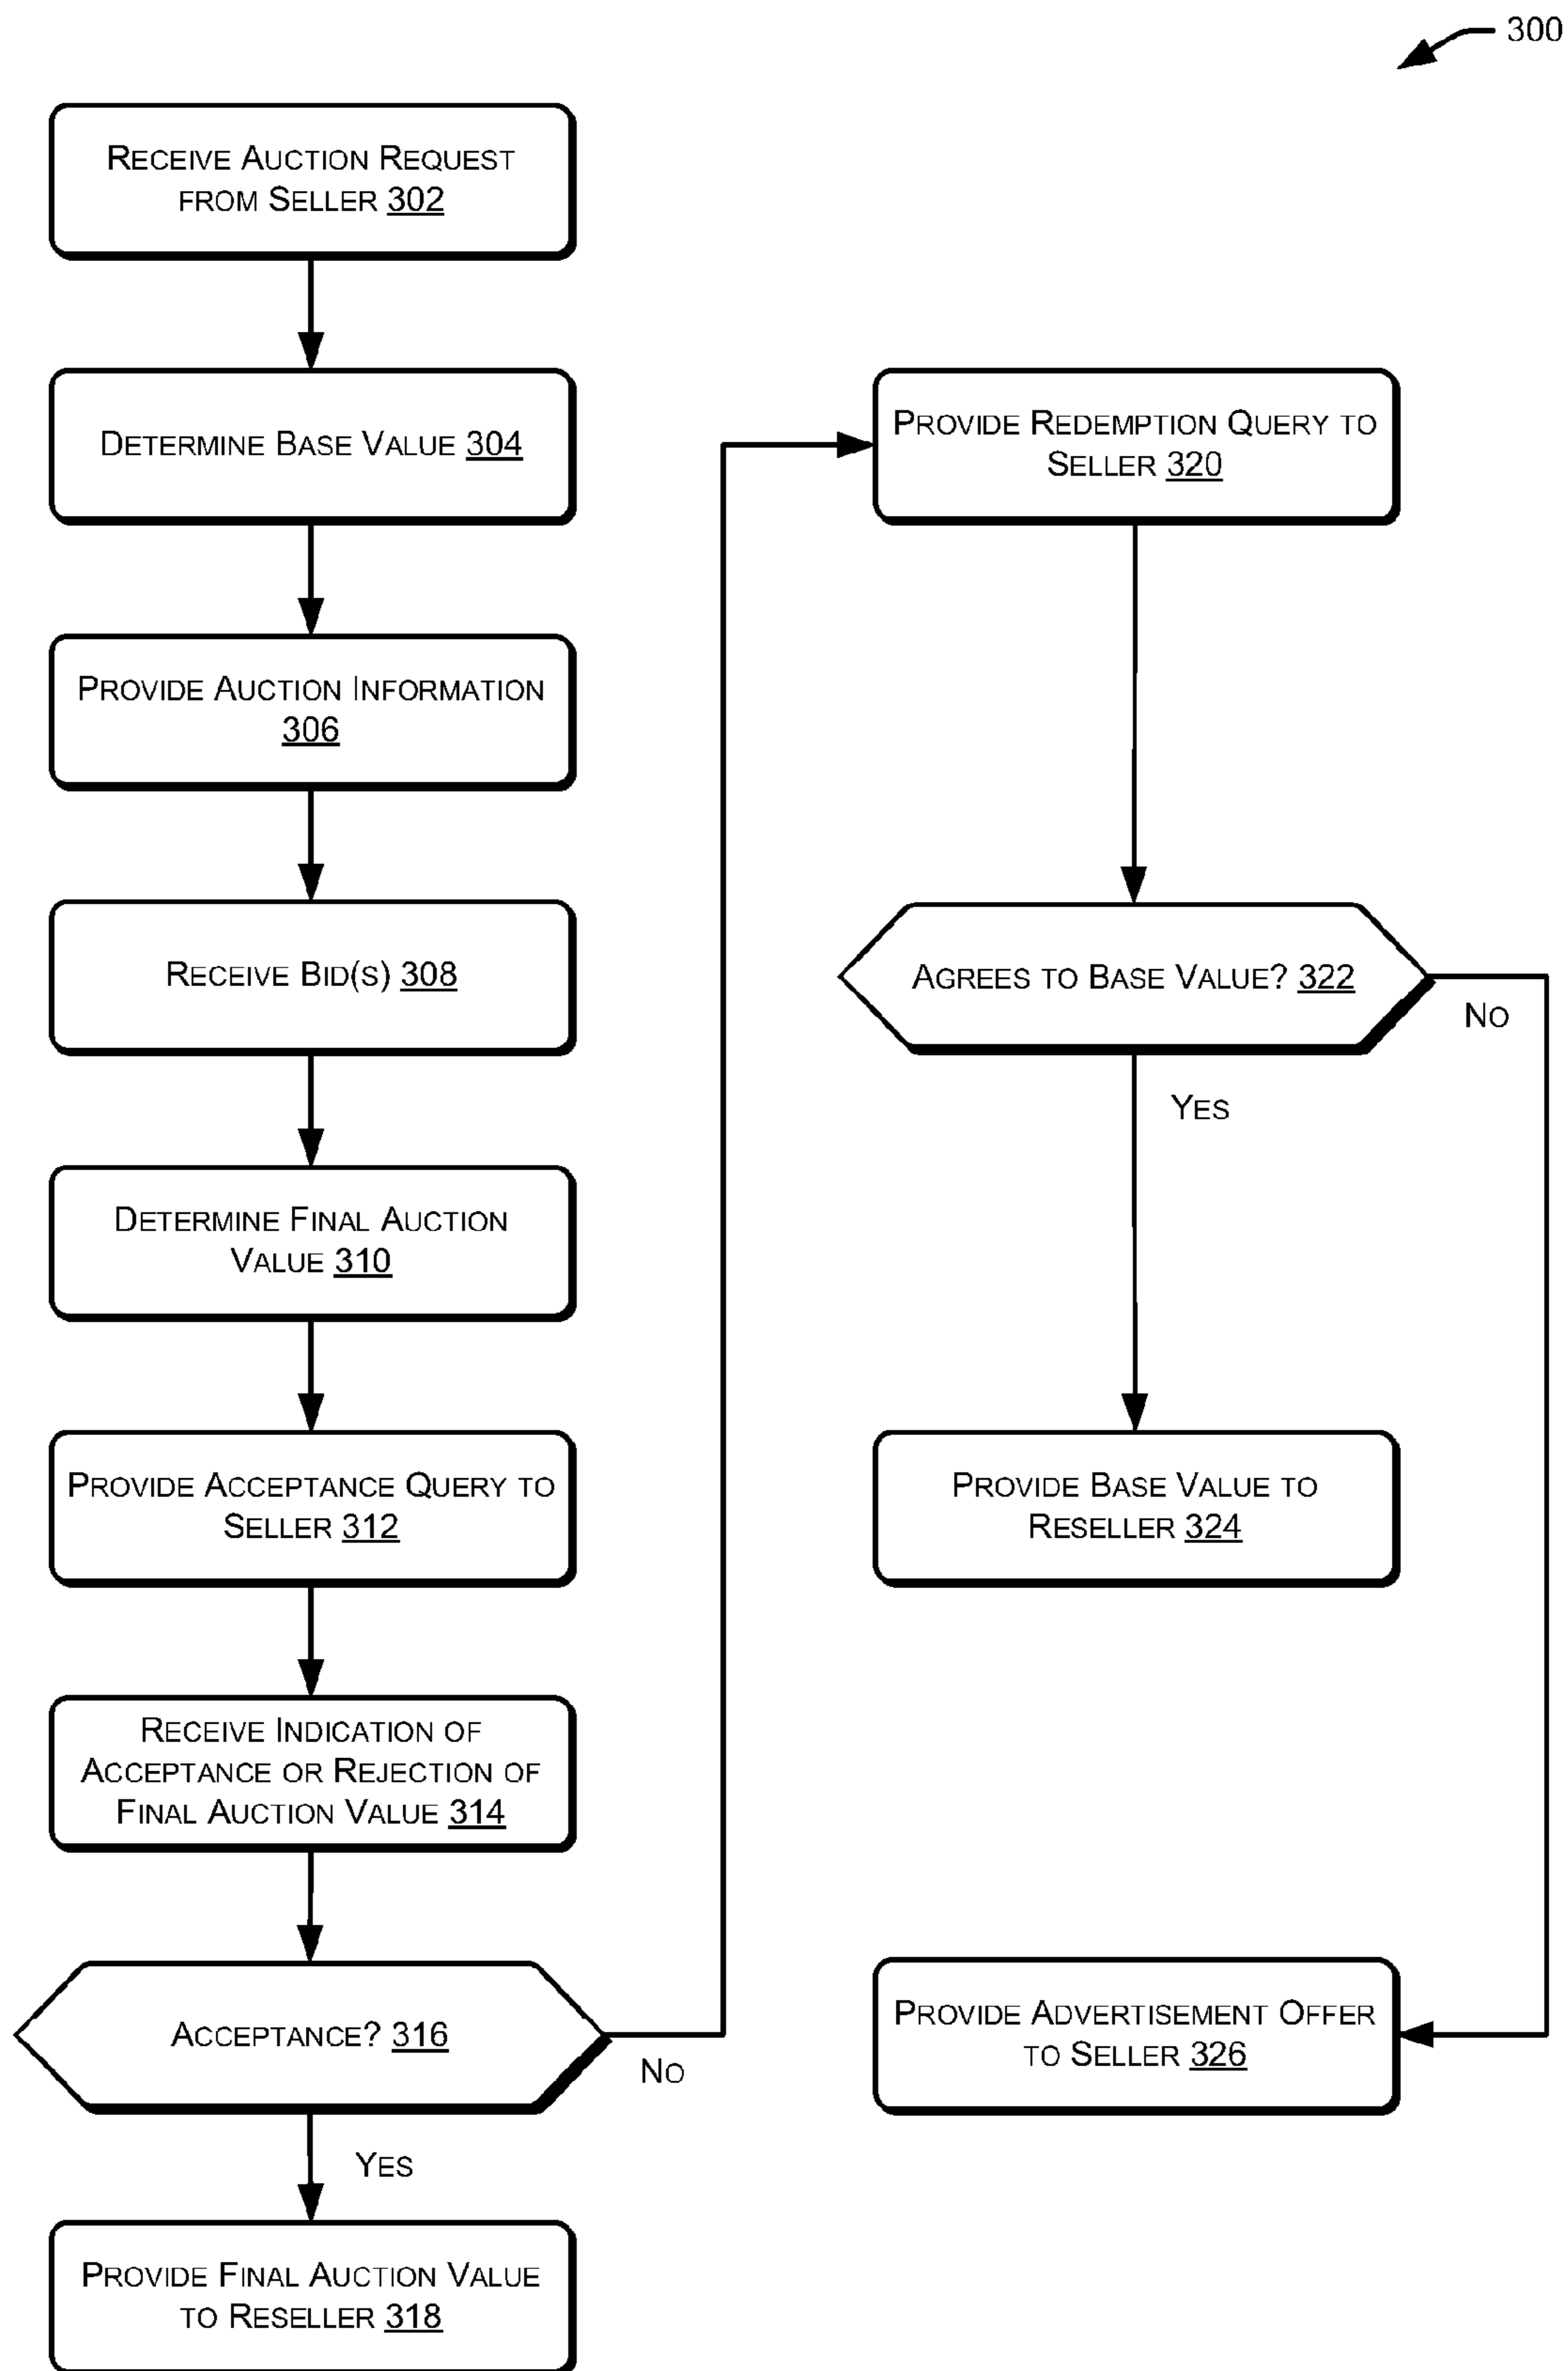 300
RECEIVE AUCTION REQUEST
FROM SELLER 302
DETERMINE BASE VALUE 304
PROVIDE AUCTION INFORMATION
306
RECEIVE BID(S) 308
DETERMINE FINAL AUCTION
VALUE 310
PROVIDE ACCEPTANCE QUERY TO
SELLER 312
RECEIVE INDICATION OF
ACCEPTANCE OR REJECTION OF
FINAL AUCTION VALUE 314
ACCEPTANCE? 316
NO
YES
PROVIDE FINAL AUCTION VALUE
TO RESELLER 318
PROVIDE REDEMPTION QUERY TO
SELLER 320
AGREES TO BASE VALUE? 322
NO
YES
PROVIDE BASE VALUE TO
RESELLER 324
PROVIDE ADVERTISEMENT OFFER
TO SELLER 326